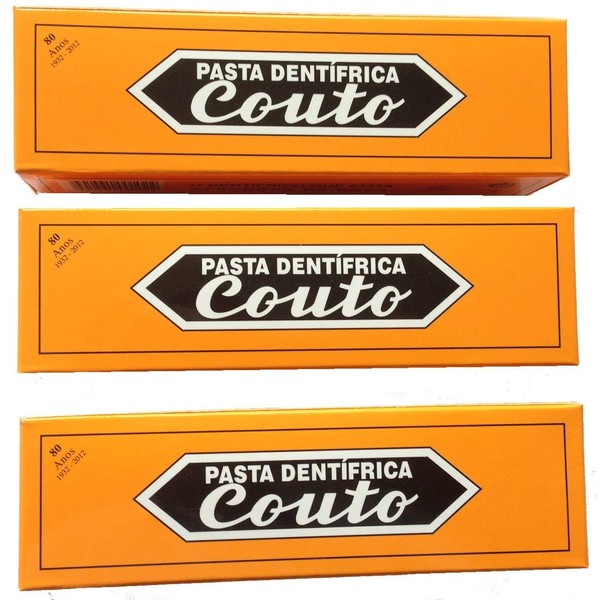 80
Anos
1932 - 2012
PASTA DENTÍFRICA
Couto
80
Anos
1932 - 2012
PASTA DENTÍFRICA
Couto
80
Anos
1932 - 2012
PASTA DENTÍFRICA
Couto